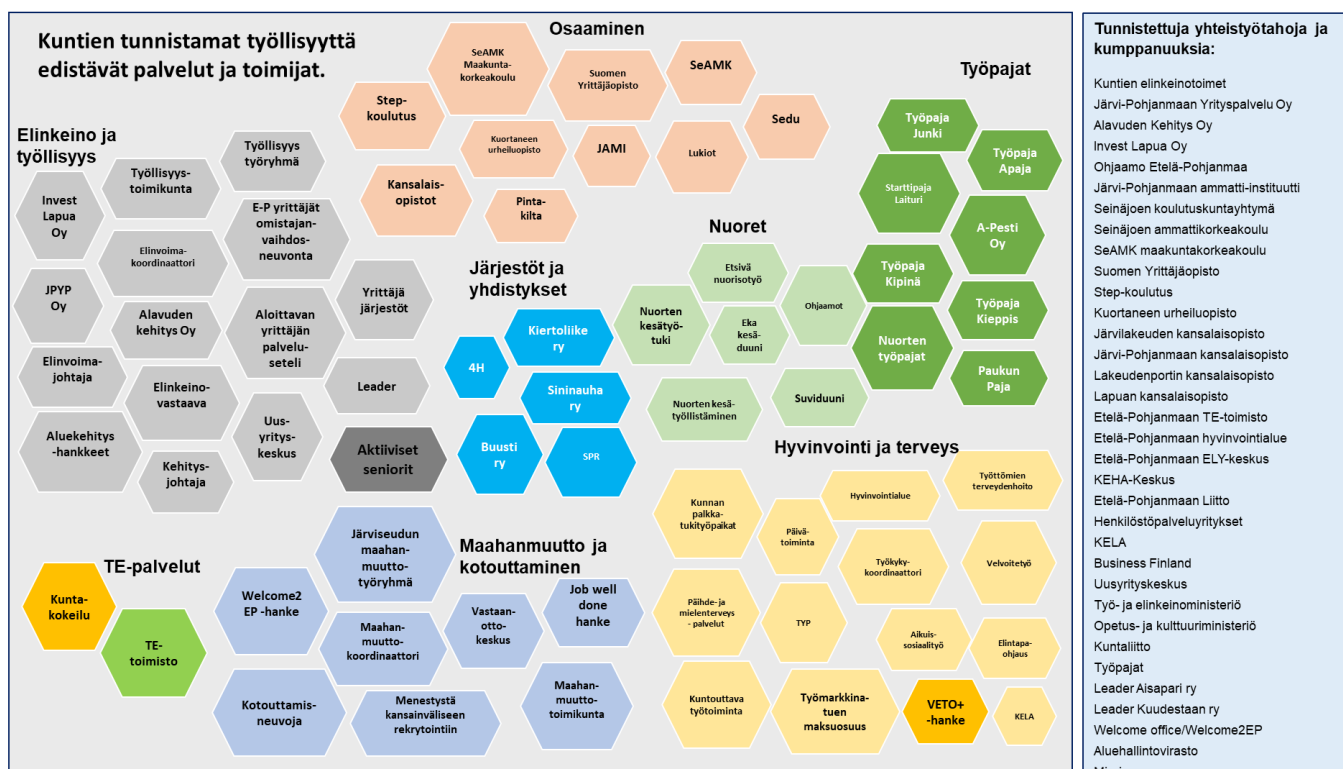 Kuntien tunnistamat työllisyyttä
edistävät palvelut ja toimijat.
Elinkeino ja
työllisyys
Työllisyys
työryhmä
Työllisyys-
toimikunta
Invest
Lapua
Oy
E-P yrittäjät
omistajan-
vaihdos-
neuvonta
Elinvoima-
koordinaattori
JPYP
Oy
Alavuden
kehitys Oy
Aloittavan
yrittäjän
palvelu-
seteli
Yrittäjä
järjestöt
Elinvoima-
johtaja
Elinkeino-
vastaava
Leader
Aluekehitys
-hankkeet
Uus-
yritys-
keskus
Kehitys-
johtaja
Aktiiviset
seniorit
Osaaminen
SeAMK
Maakunta-
korkeakoulu
Suomen
Yrittäjäopisto
SeAMK
Step-
koulutus
Sedu
Kuortaneen
urheiluopisto
JAMI
Lukiot
Kansalais-
opistot
Pinta-
kilta
Työpajat
Työpaja
Junki
Työpaja
Apaja
Starttipaja
Laituri
A-Pesti
Oy
Työpaja
Kipinä
Työpaja
Kieppis
Nuorten
työpajat
Paukun
Paja
Nuoret
Etsivä
nuorisotyö
Ohjaamot
Nuorten
kesätyö-
tuki
Eka
kesä-
duuni
Nuorten kesä-
työllistäminen
Suviduuni
Järjestöt ja
yhdistykset
Kiertoliike
ry
4H
Sininauha
ry
Buusti
ry
SPR
Hyvinvointi ja terveys
Kunnan
palkka-
tukityöpaikat
Päivä-
toiminta
Hyvinvointialue
Työttömien
terveydenhoito
Työkyky-
koordinaattori
Velvoitetyö
Päihde- ja
mielenterveys
- palvelut
TYP
Aikuis-
sosiaalityö
Elintapa-
ohjaus
Kuntouttava
työtoiminta
Työmarkkina-
tuen
maksuosuus
VETO+
-hanke
KELA
TE-palvelut
Kunta-
kokeilu
TE-
toimisto
Maahanmuutto ja
kotouttaminen
Järviseudun
maahan-
muutto-
työryhmä
Welcome2
EP -hanke
Job well
done
hanke
Vastaan-
otto-
keskus
Maahan-
muutto-
koordinaattori
Kotouttamis-
neuvoja
Menestystä
kansainväliseen
rekrytointiin
Maahan-
muutto-
toimikunta
Tunnistettuja yhteistyötahoja ja
kumppanuuksia:
Kuntien elinkeinotoimet
Järvi-Pohjanmaan Yrityspalvelu Oy
Alavuden Kehitys Oy
Invest Lapua Oy
Ohjaamo Etelä-Pohjanmaa
Järvi-Pohjanmaan ammatti-instituutti
Seinäjoen koulutuskuntayhtymä
Seinäjoen ammattikorkeakoulu
SeAMK maakuntakorkeakoulu
Suomen Yrittäjäopisto
Step-koulutus
Kuortaneen urheiluopisto
Järvilakeuden kansalaisopisto
Järvi-Pohjanmaan kansalaisopisto
Lakeudenportin kansalaisopisto
Lapuan kansalaisopisto
Etelä-Pohjanmaan TE-toimisto
Etelä-Pohjanmaan hyvinvointialue
Etelä-Pohjanmaan ELY-keskus
KEHA-Keskus
Etelä-Pohjanmaan Liitto
Henkilöstöpalveluyritykset
KELA
Business Finland
Uusyrityskeskus
Työ- ja elinkeinoministeriö
Opetus- ja kulttuuriministeriö
Kuntaliitto
Työpajat
Leader Aisapari ry
Leader Kuudestaan ry
Welcome office/Welcome2EP
Aluehallintovirasto